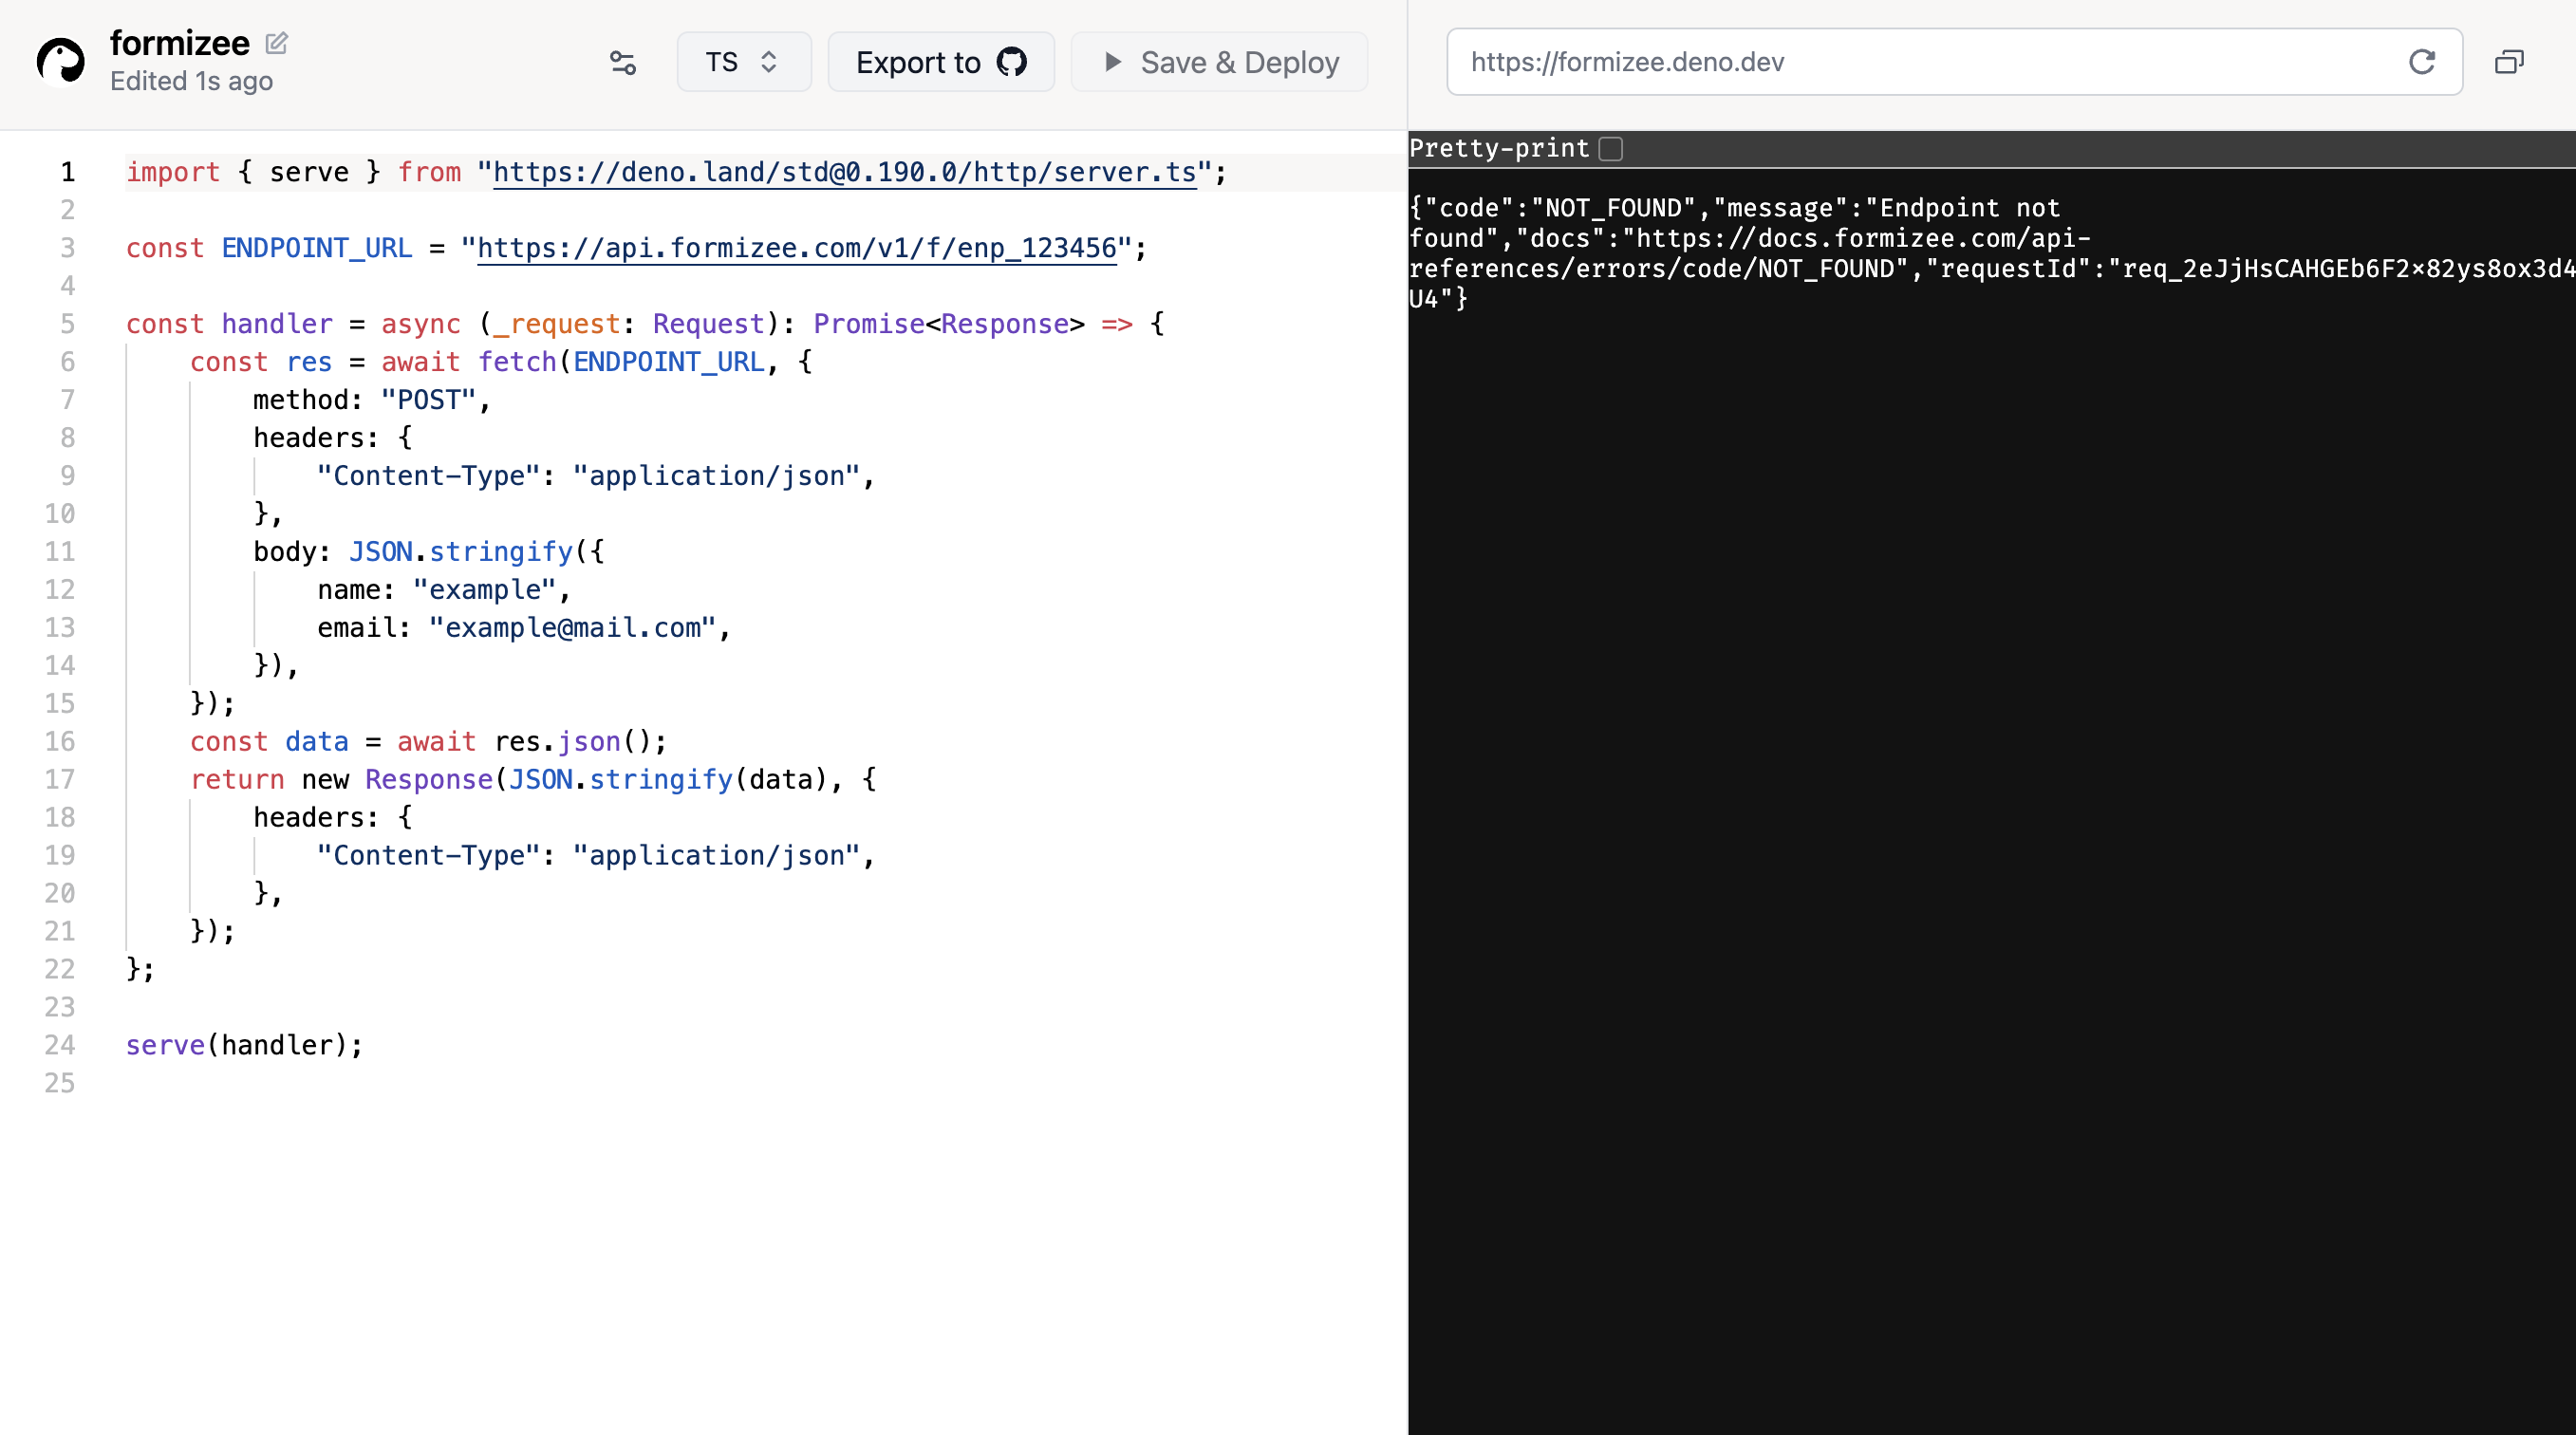 formizee
Edited 1s ago
TS
Export to
Save & Deploy
https://formizee.deno.dev
1 import { serve } from "https://deno.land/std@0.190.0/http/server.ts";
2
3 const ENDPOINT_URL = "https://api.formizee.com/v1/f/enp_123456";
4
5 const handler = async (_request: Request): Promise<Response> => {
6     const res = await fetch(ENDPOINT_URL, {
7         method: "POST",
8         headers: {
9             "Content-Type": "application/json",
10         },
11         body: JSON.stringify({
12             name: "example",
13             email: "example@mail.com",
14         }),
15     });
16     const data = await res.json();
17     return new Response(JSON.stringify(data), {
18         headers: {
19             "Content-Type": "application/json",
20         },
21     });
22 };
23
24 serve(handler);
25
Pretty-print
{"code":"NOT_FOUND","message":"Endpoint not
found","docs":"https://docs.formizee.com/api-
references/errors/code/NOT_FOUND","requestId":"req_2eJjHsCAHGEb6F2x82ys8ox3d4
U4"}